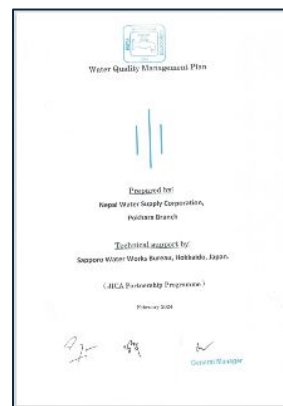 Water Quality Management Plan
Prepared by:
Nepal Water Supply Corporation,
Pokhara Branch
Technical support by:
Sapporo Water Works Bureau, Hokkaido, Japan.
( JICA Partnership Programme )
February 2024
General Manager